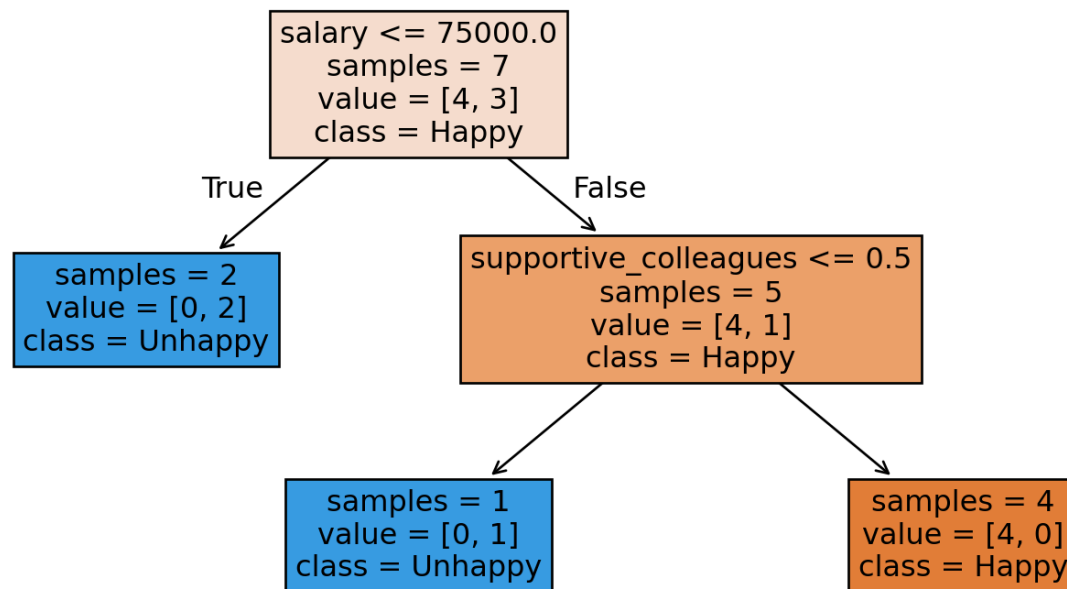 salary <= 75000.0
samples = 7
value = [4, 3]
class = Happy
True
False
samples = 2
value = [0, 2]
class = Unhappy
supportive_colleagues <= 0.5
samples = 5
value = [4, 1]
class = Happy
samples = 1
value = [0, 1]
class = Unhappy
samples = 4
value = [4, 0]
class = Happy